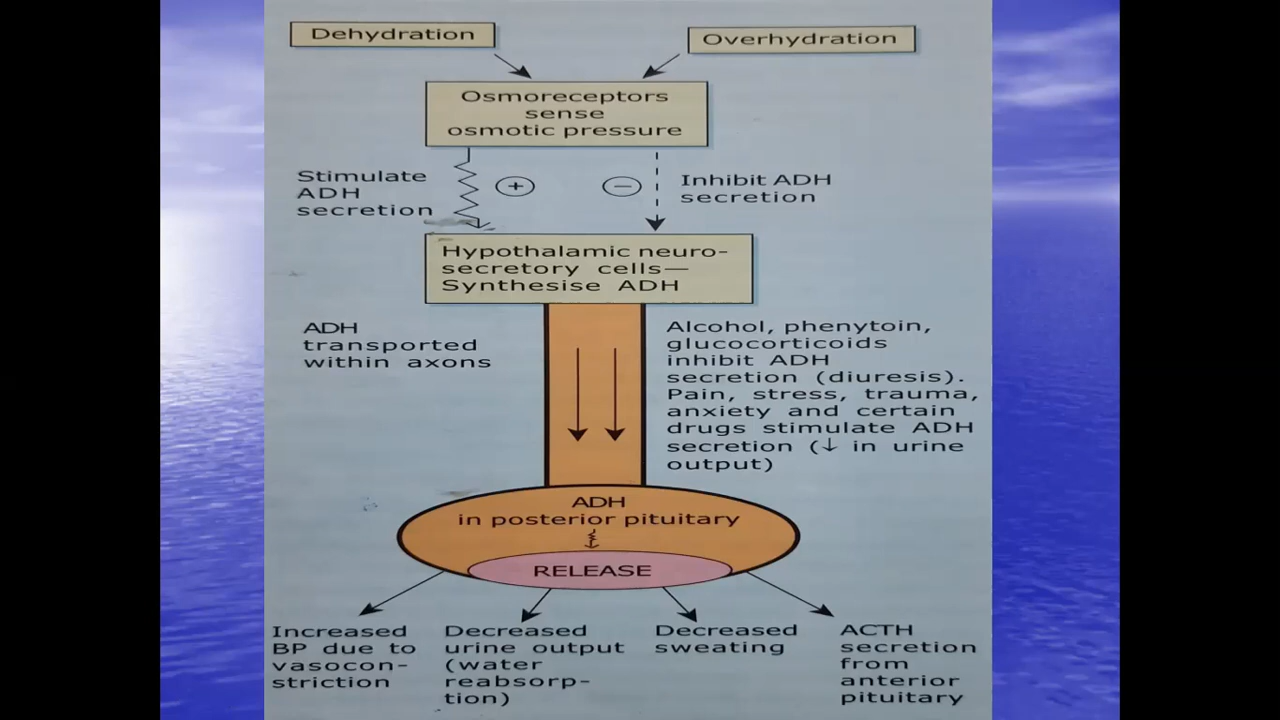 Dehydration
Overhydration
Osmoreceptors
sense
osmotic pressure
Stimulate
ADH
secretion
+
−
Inhibit ADH
secretion
Hypothalamic neuro-
secretory cells—
Synthesise ADH
ADH
transported
within axons
Alcohol, phenytoin,
glucocorticoids
inhibit ADH
secretion (diuresis).
Pain, stress, trauma,
anxiety and certain
drugs stimulate ADH
secretion (↓ in urine
output)
ADH
in posterior pituitary
RELEASE
Increased
BP due to
vasocon-
striction
Decreased
urine output
(water
reabsorp-
tion)
Decreased
sweating
ACTH
secretion
from
anterior
pituitary